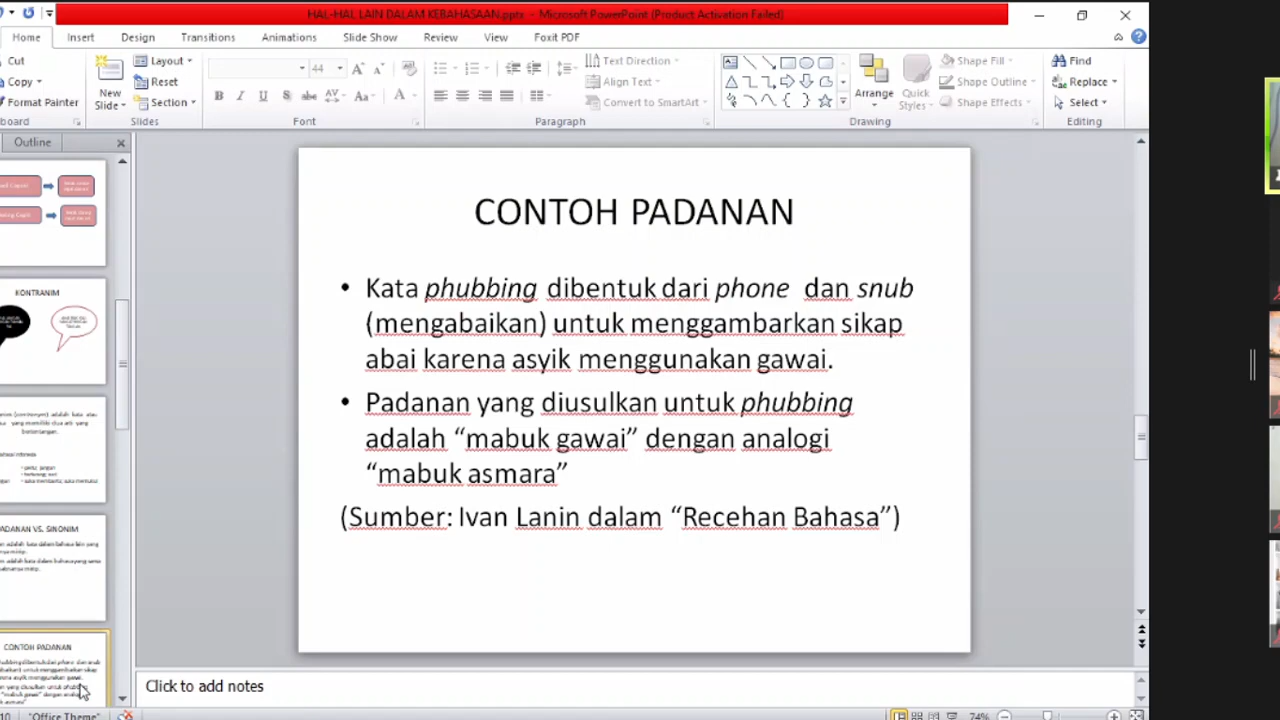 HAL-HAL LAIN DALAM KEBAHASAAN.pptx - Microsoft PowerPoint (Product Activation Failed)
Home Insert Design Transitions Animations Slide Show Review View Foxit PDF
Cut
Copy
Format Painter
New
Slide
Layout
Reset
Section
Slides
44
Font
Text Direction
Align Text
Convert to SmartArt
Paragraph
Arrange
Quick
Styles
Shape Fill
Shape Outline
Shape Effects
Drawing
Find
Replace
Select
Editing
Outline
KONTRANIM
ADANAN VS. SINONIM
CONTOH PADANAN
CONTOH PADANAN
• Kata phubbing dibentuk dari phone dan snub
(mengabaikan) untuk menggambarkan sikap
abai karena asyik menggunakan gawai.
• Padanan yang diusulkan untuk phubbing
adalah “mabuk gawai” dengan analogi
“mabuk asmara”
(Sumber: Ivan Lanin dalam “Recehan Bahasa”)
Click to add notes
10 "Office Theme" 74%